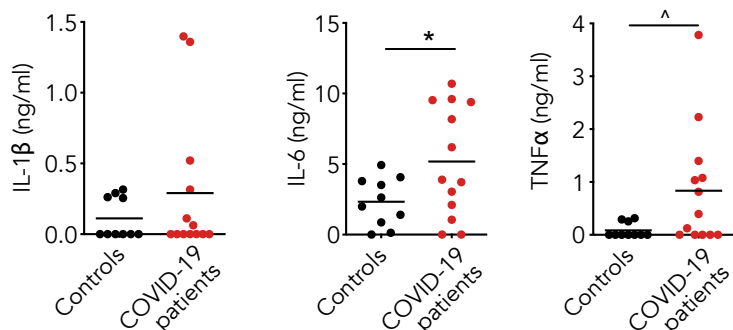 IL-1β (ng/ml)
1.5
1.0
0.5
0.0
Controls
COVID-19
patients
IL-6 (ng/ml)
15
10
5
0
*
Controls
COVID-19
patients
TNFα (ng/ml)
4
3
2
1
0
^
Controls
COVID-19
patients